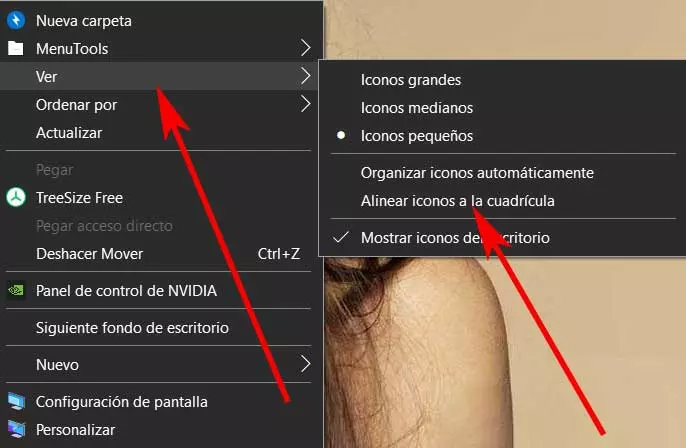 Nueva carpeta
MenuTools
Ver
Ordenar por
Actualizar
Pegar
TreeSize Free
Pegar acceso directo
Deshacer Mover Ctrl+Z
Panel de control de NVIDIA
Siguiente fondo de escritorio
Nuevo
Configuración de pantalla
Personalizar
Iconos grandes
Iconos medianos
Iconos pequeños
Organizar iconos automáticamente
Alinear iconos a la cuadrícula
Mostrar iconos del escritorio